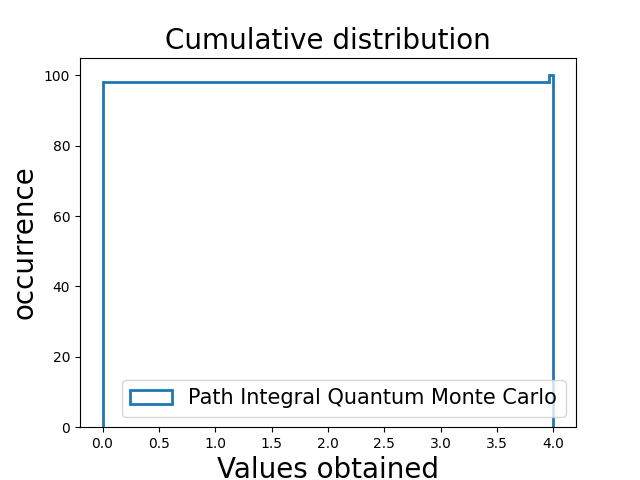 Cumulative distribution
occurrence
100
80
60
40
20
0
Path Integral Quantum Monte Carlo
0.0 0.5 1.0 1.5 2.0 2.5 3.0 3.5 4.0
Values obtained